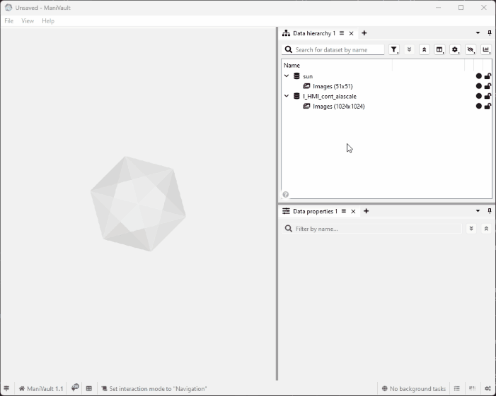 Unsaved - ManiVault
File View Help
Data hierarchy 1
Search for dataset by name
Name
sun
Images (51x51)
I_HMI_cont_aiascale
Images (1024x1024)
Data properties 1
Filter by name...
ManiVault 1.1
Set interaction mode to "Navigation"
No background tasks